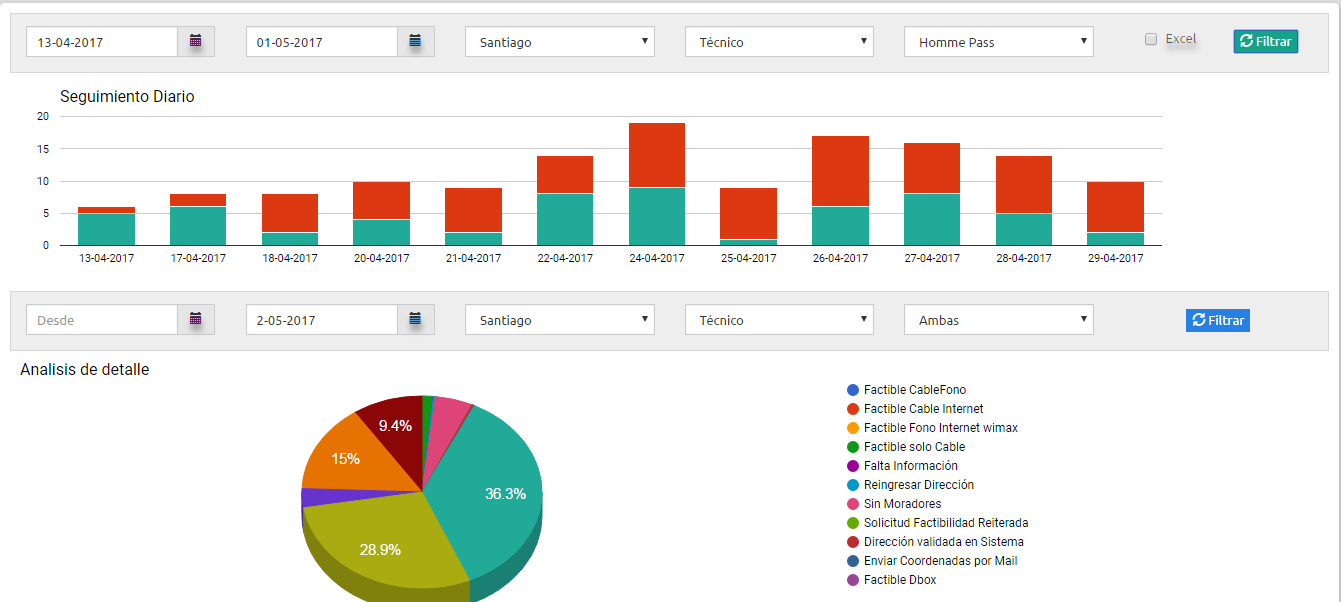 13-04-2017 01-05-2017 Santiago Técnico Homme Pass Excel Filtrar
Seguimiento Diario
20
15
10
5
0
13-04-2017 17-04-2017 18-04-2017 20-04-2017 21-04-2017 22-04-2017 24-04-2017 25-04-2017 26-04-2017 27-04-2017 28-04-2017 29-04-2017
Desde 2-05-2017 Santiago Técnico Ambas Filtrar
Analisis de detalle
9.4%
15%
36.3%
28.9%
Factible CableFono
Factible Cable Internet
Factible Fono Internet wimax
Factible solo Cable
Falta Información
Reingresar Dirección
Sin Moradores
Solicitud Factibilidad Reiterada
Dirección validada en Sistema
Enviar Coordenadas por Mail
Factible Dbox